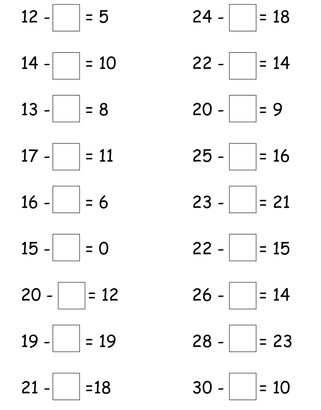 12 - □ = 5
24 - □ = 18
14 - □ = 10
22 - □ = 14
13 - □ = 8
20 - □ = 9
17 - □ = 11
25 - □ = 16
16 - □ = 6
23 - □ = 21
15 - □ = 0
22 - □ = 15
20 - □ = 12
26 - □ = 14
19 - □ = 19
28 - □ = 23
21 - □ =18
30 - □ = 10